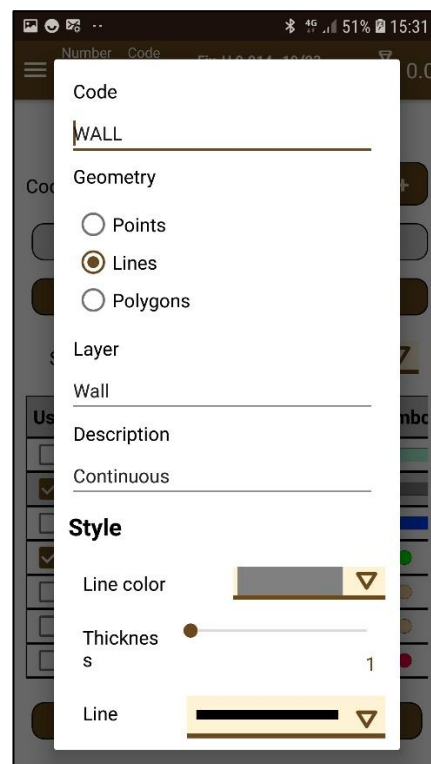 4G 51% 15:31
Number Code
0.0
Code
WALL
Geometry
Points
Lines
Polygons
Layer
Wall
Description
Continuous
Style
Line color
Thicknes
s
1
Line